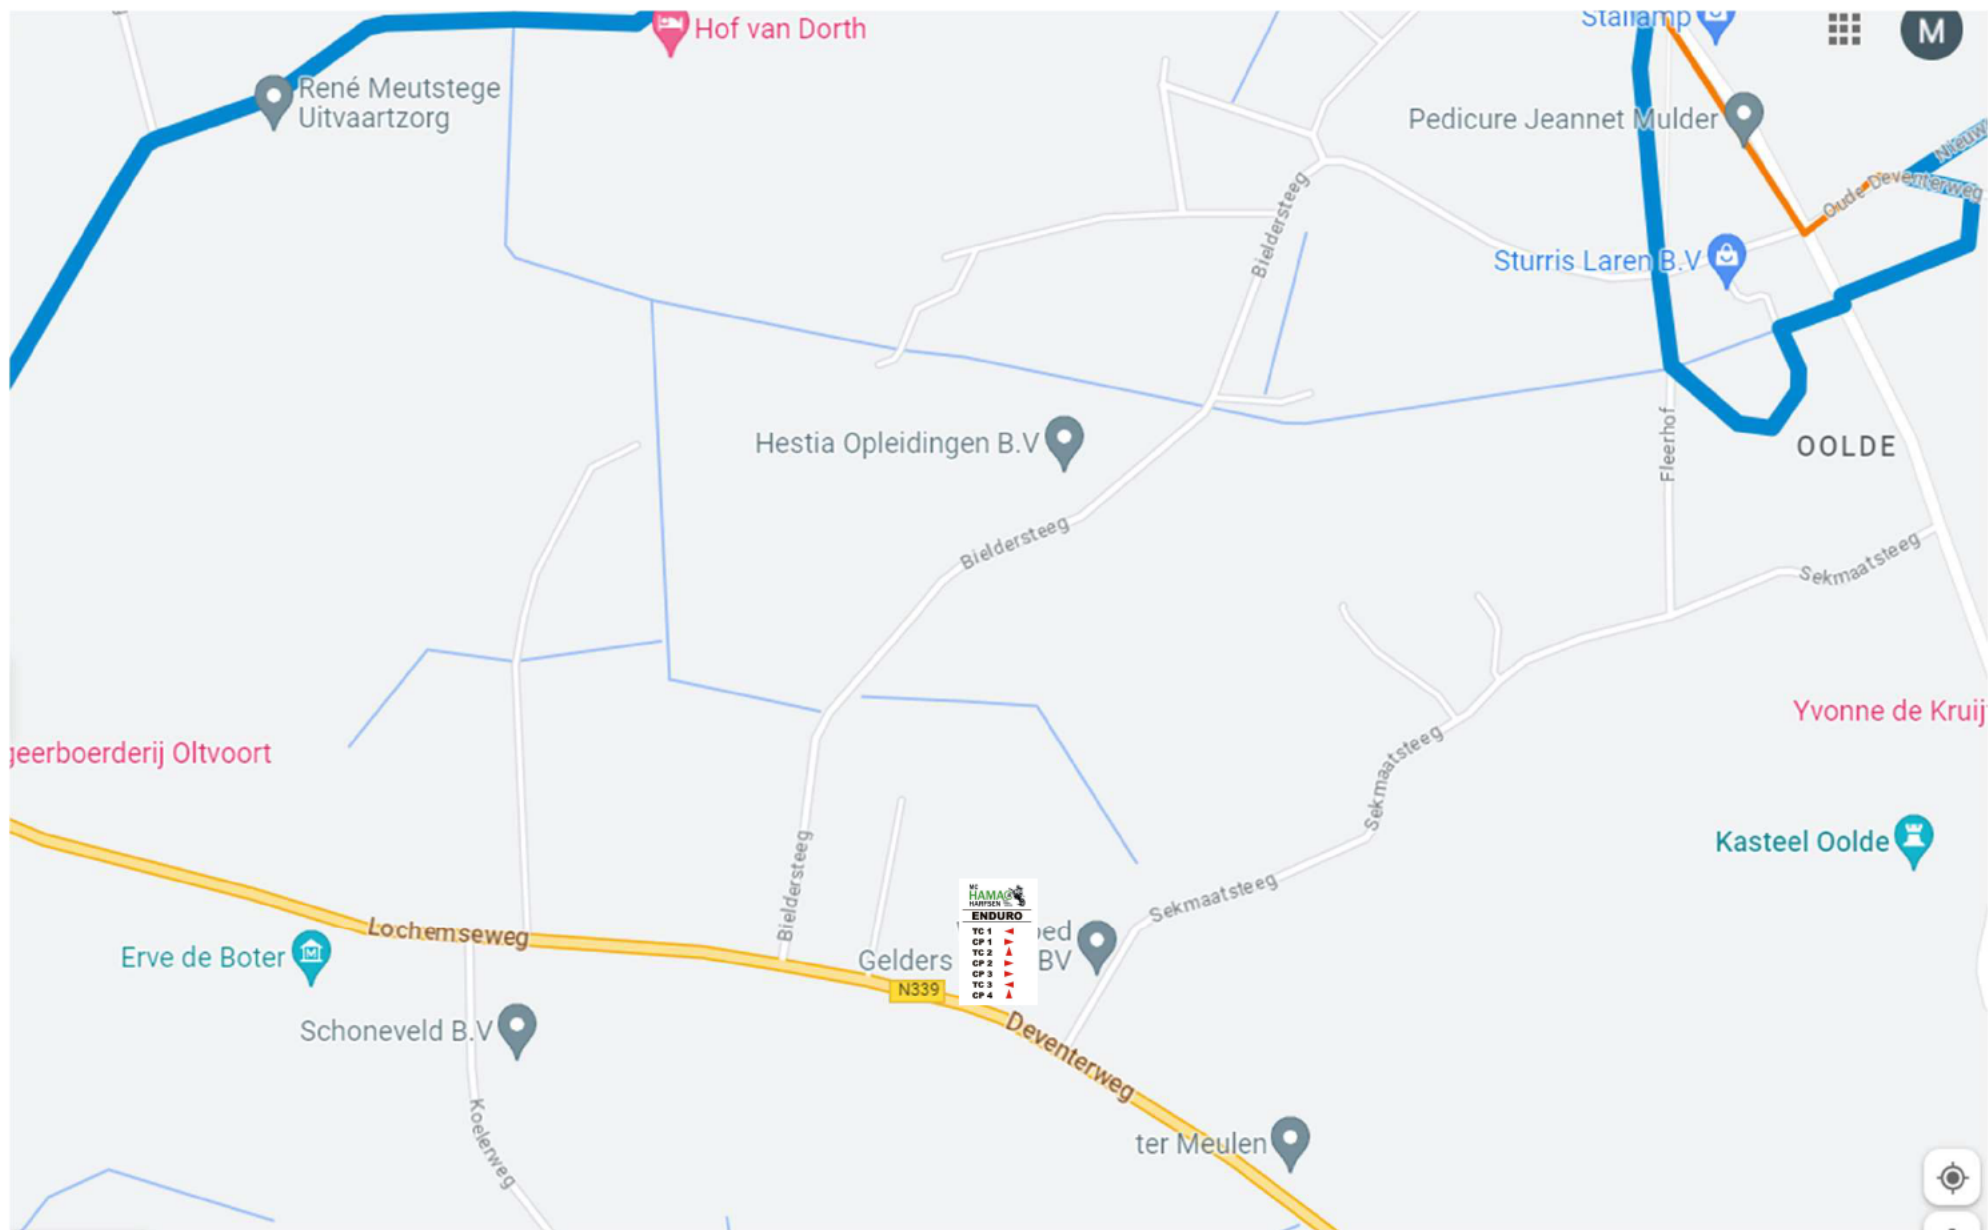 Hof van Dorth
Stallamp
M
René Meutstege
Uitvaartzorg
Pedicure Jeannet Mulder
Oude Deventerweg
Bieldersteeg
Sturris Laren B.V
Hestia Opleidingen B.V
Fleerhof
OOLDE
Bieldersteeg
Sekmaatsteeg
Yvonne de Kruij
geerboerderij Oltvoort
Sekmaatsteeg
Kasteel Oolde
Bieldersteeg
Sekmaatsteeg
MC
HAMAC
HARFSEN
ENDURO
TC 1
CP 1
TC 2
CP 2
CP 3
TC 3
CP 4
Lochemseweg
Erve de Boter
Gelders
BV
N339
Schoneveld B.V
Deventerweg
Koelerweg
ter Meulen